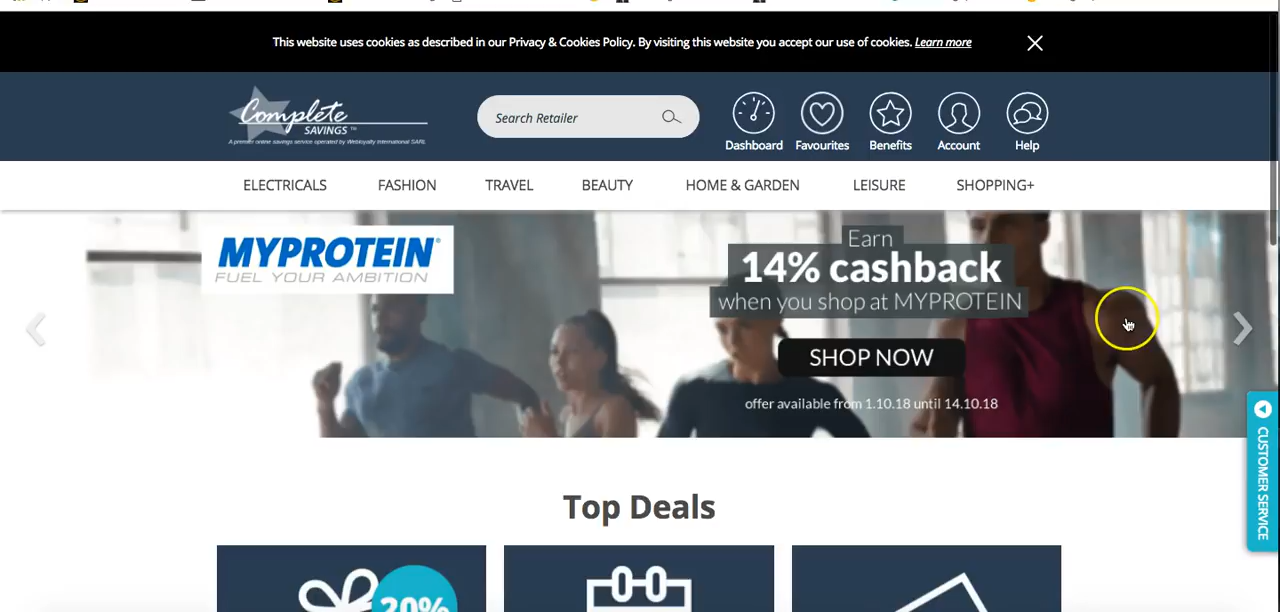 This website uses cookies as described in our Privacy & Cookies Policy. By visiting this website you accept our use of cookies. Learn more
Complete
SAVINGS™
A premier online savings service operated by Webloyalty International SARL
Search Retailer
Dashboard
Favourites
Benefits
Account
Help
ELECTRICALS
FASHION
TRAVEL
BEAUTY
HOME & GARDEN
LEISURE
SHOPPING+
MYPROTEIN®
FUEL YOUR AMBITION
Earn
14% cashback
when you shop at MYPROTEIN
SHOP NOW
offer available from 1.10.18 until 14.10.18
CUSTOMER SERVICE
Top Deals
20%